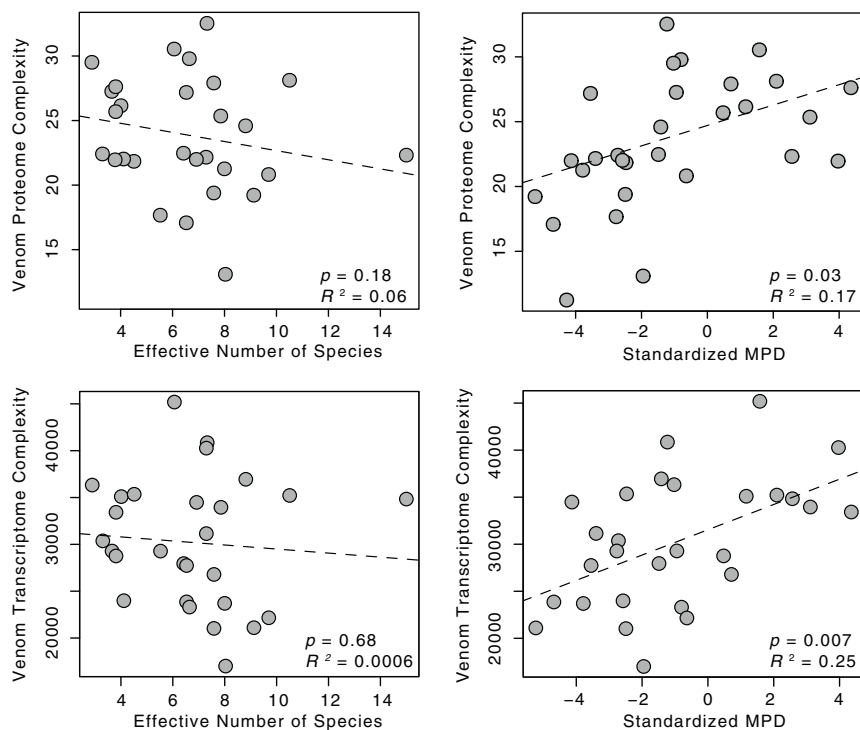 Venom Proteome Complexity
30
25
20
15
p = 0.18
R ² = 0.06
4 6 8 10 12 14
Effective Number of Species
Venom Proteome Complexity
30
25
20
15
p = 0.03
R ² = 0.17
−4 −2 0 2 4
Standardized MPD
Venom Transcriptome Complexity
40000
30000
20000
p = 0.68
R ² = 0.0006
4 6 8 10 12 14
Effective Number of Species
Venom Transcriptome Complexity
40000
30000
20000
p = 0.007
R ² = 0.25
−4 −2 0 2 4
Standardized MPD